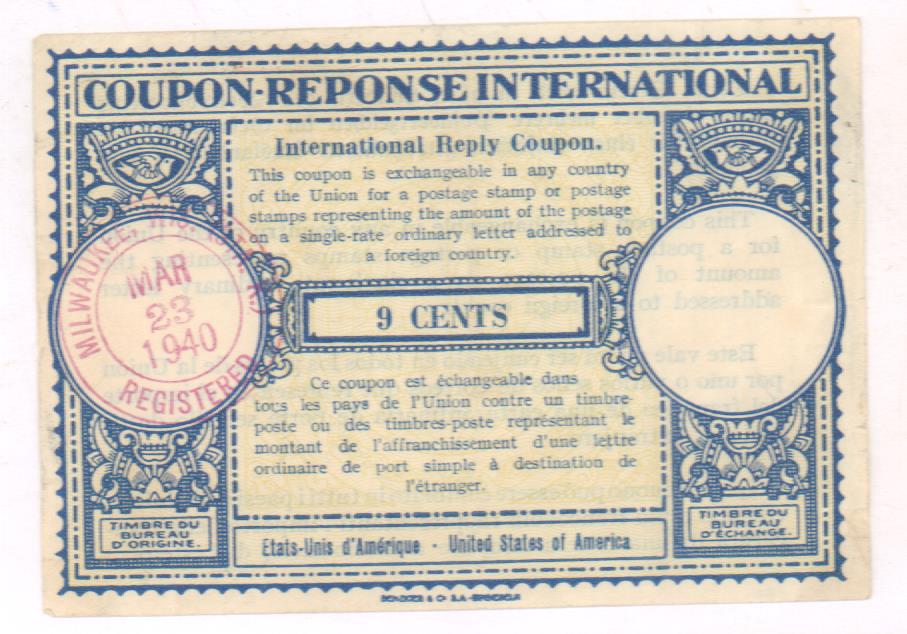 COUPON-REPONSE INTERNATIONAL
International Reply Coupon.
This coupon is exchangeable in any country
of the Union for a postage stamp or postage
stamps representing the amount of the postage
on a single-rate ordinary letter addressed to
a foreign country.
9 CENTS
Ce coupon est échangeable dans
tous les pays de l'Union contre un timbre-
poste ou des timbres-poste représentant le
montant de l'affranchissement d'une lettre
ordinaire de port simple à destination de
l'étranger.
MILWAUKEE,
MAR
23
1940
REGISTERED
TIMBRE DU
BUREAU
D'ORIGINE.
TIMBRE DU
BUREAU
D'ÉCHANGE.
Etats-Unis d'Amérique - United States of America